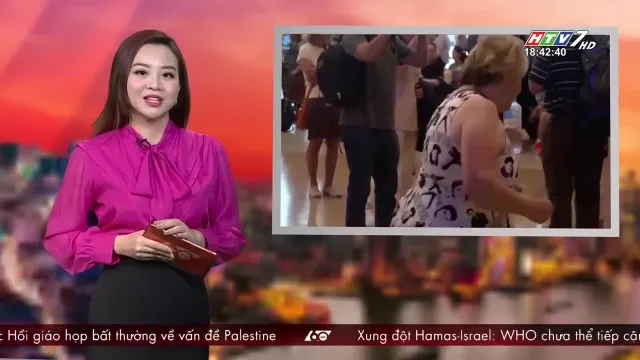 HTV7 HD
18:42:40
c Hồi giáo họp bất thường về vấn đề Palestine 60 Xung đột Hamas-Israel: WHO chưa thể tiếp cậ